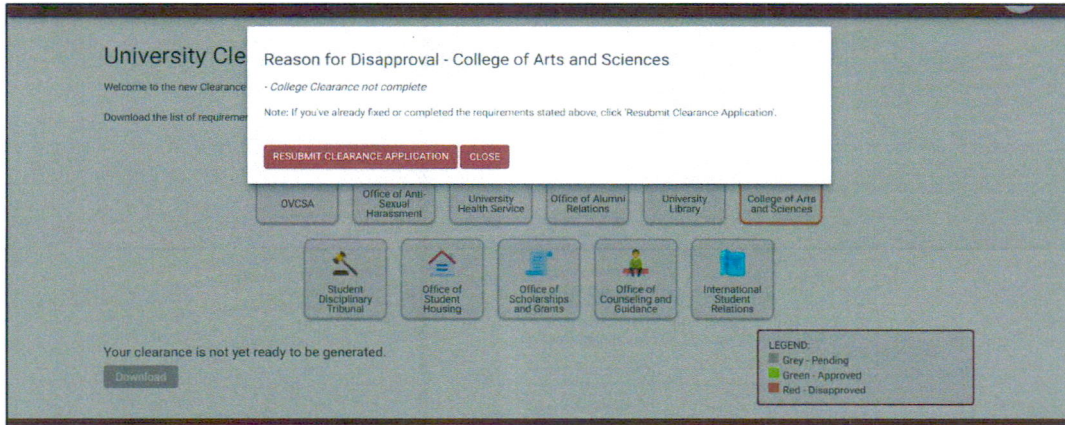 University Cle
Welcome to the new Clearance
Download the list of requiremer
Reason for Disapproval - College of Arts and Sciences
- College Clearance not complete
Note: If you've already fixed or completed the requirements stated above, click 'Resubmit Clearance Application'.
RESUBMIT CLEARANCE APPLICATION
CLOSE
OVCSA
Office of Anti-
Sexual
Harassment
University
Health Service
Office of Alumni
Relations
University
Library
College of Arts
and Sciences
Student
Disciplinary
Tribunal
Office of
Student
Housing
Office of
Scholarships
and Grants
Office of
Counseling and
Guidance
International
Student
Relations
Your clearance is not yet ready to be generated.
Download
LEGEND:
Grey - Pending
Green - Approved
Red - Disapproved